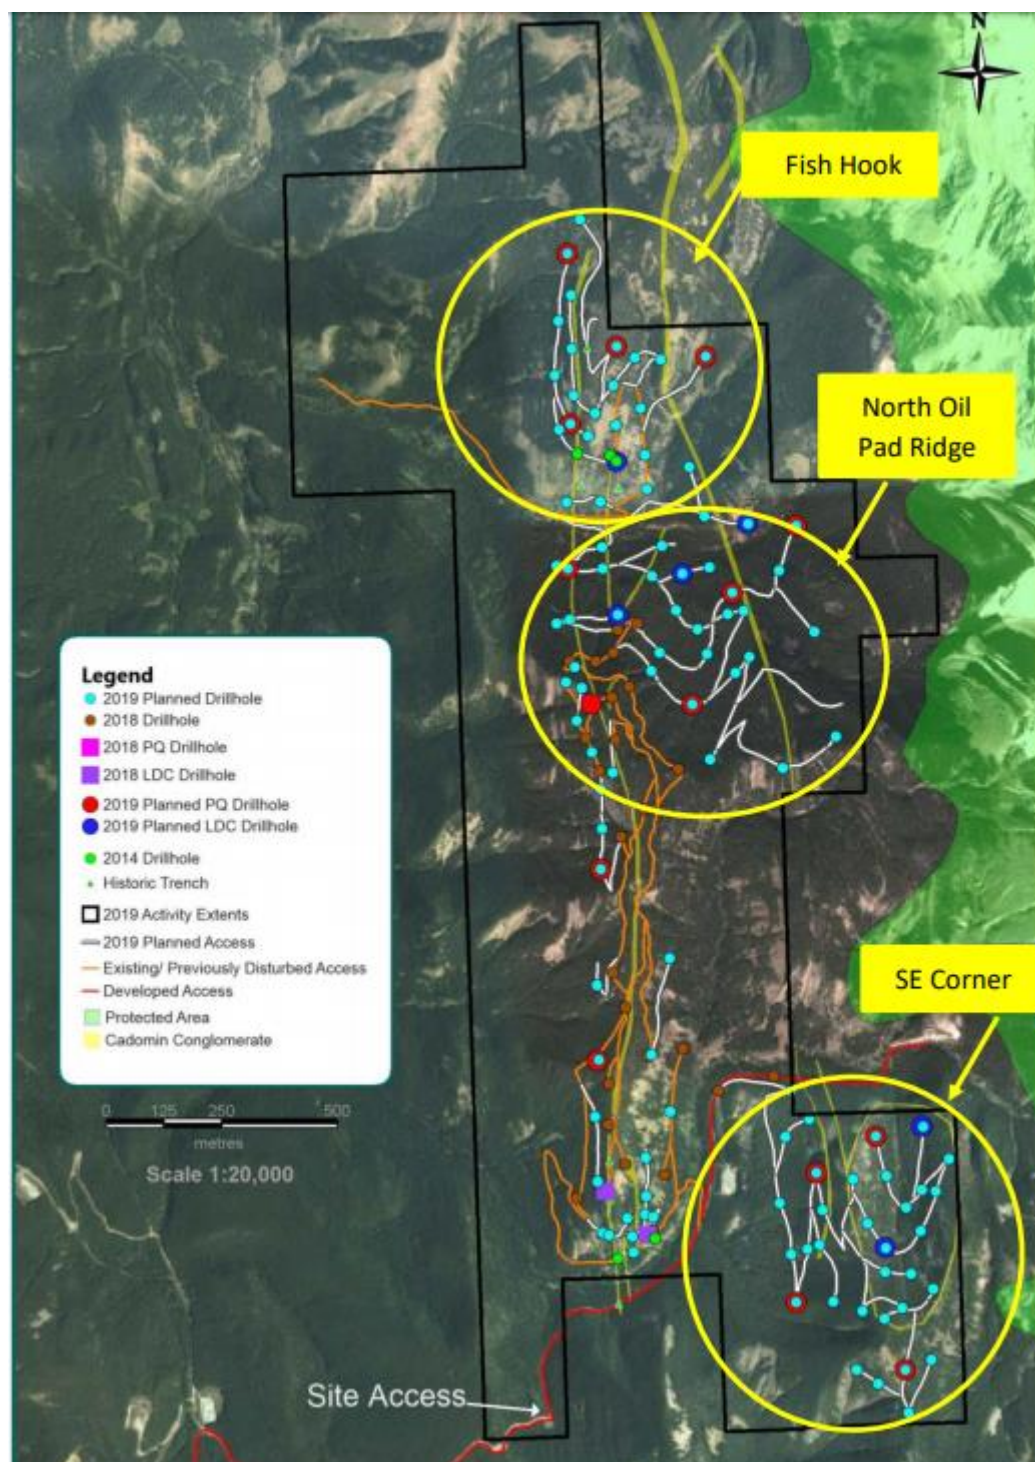 N
Fish Hook
North Oil
Pad Ridge
Legend
2019 Planned Drillhole
2018 Drillhole
2018 PQ Drillhole
2018 LDC Drillhole
2019 Planned PQ Drillhole
2019 Planned LDC Drillhole
2014 Drillhole
Historic Trench
2019 Activity Extents
2019 Planned Access
Existing/ Previously Disturbed Access
Developed Access
Protected Area
Cadomin Conglomerate
SE Corner
0 125 250 500
metres
Scale 1:20,000
Site Access